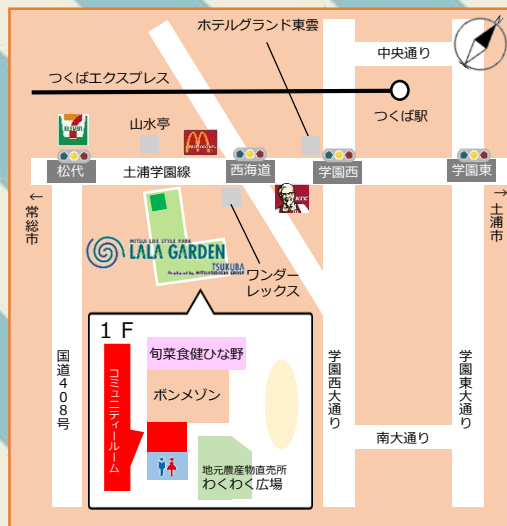 ホテルグランド東雲
中央通り
つくばエクスプレス
つくば駅
山水亭
松代
土浦学園線
西海道
学園西
学園東
KFC
←
常総市
→
土浦市
MITSUI LIFE STYLE PARK
LALA GARDEN
TSUKUBA
ワンダー
レックス
1F
旬菜食健ひな野
コミュニティールーム
ボンメゾン
国道408号
学園西大通り
学園東大通り
南大通り
地元農産物直売所
わくわく広場